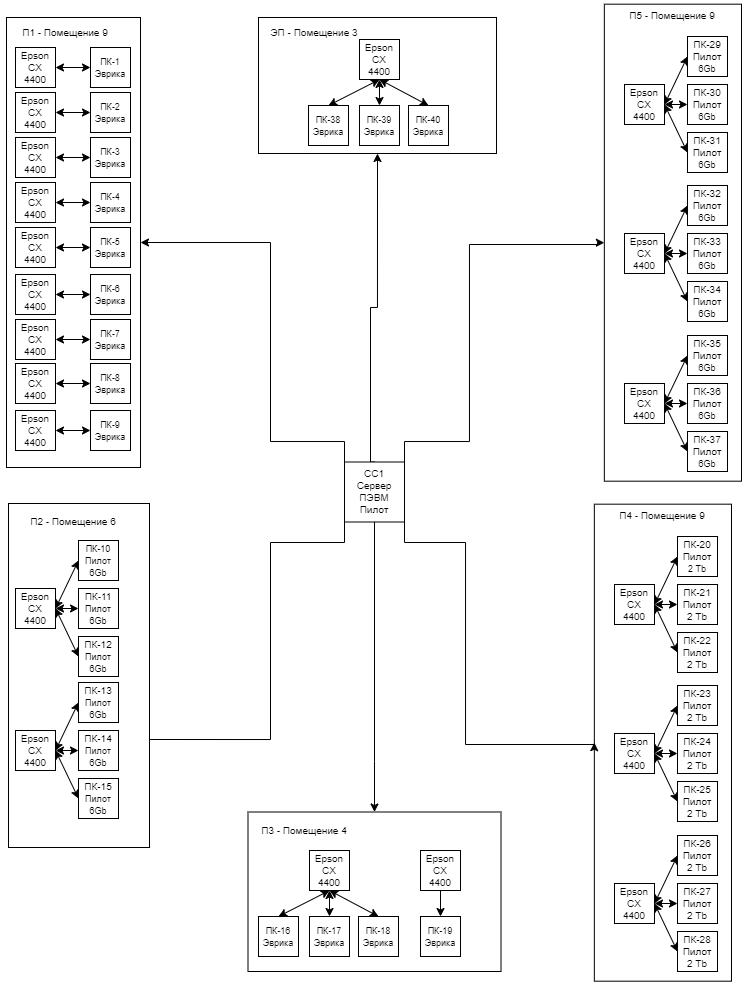 П1 - Помещение 9
Epson
CX
4400
ПК-1
Эврика
Epson
CX
4400
ПК-2
Эврика
Epson
CX
4400
ПК-3
Эврика
Epson
CX
4400
ПК-4
Эврика
Epson
CX
4400
ПК-5
Эврика
Epson
CX
4400
ПК-6
Эврика
Epson
CX
4400
ПК-7
Эврика
Epson
CX
4400
ПК-8
Эврика
Epson
CX
4400
ПК-9
Эврика
ЭП - Помещение 3
Epson
CX
4400
ПК-38
Эврика
ПК-39
Эврика
ПК-40
Эврика
П5 - Помещение 9
Epson
CX
4400
ПК-29
Пилот
6Gb
ПК-30
Пилот
6Gb
ПК-31
Пилот
6Gb
Epson
CX
4400
ПК-32
Пилот
6Gb
ПК-33
Пилот
6Gb
ПК-34
Пилот
6Gb
Epson
CX
4400
ПК-35
Пилот
6Gb
ПК-36
Пилот
6Gb
ПК-37
Пилот
6Gb
СС1
Сервер
ПЭВМ
Пилот
П2 - Помещение 6
Epson
CX
4400
ПК-10
Пилот
6Gb
ПК-11
Пилот
6Gb
ПК-12
Пилот
6Gb
Epson
CX
4400
ПК-13
Пилот
6Gb
ПК-14
Пилот
6Gb
ПК-15
Пилот
6Gb
П3 - Помещение 4
Epson
CX
4400
Epson
CX
4400
ПК-16
Эврика
ПК-17
Эврика
ПК-18
Эврика
ПК-19
Эврика
П4 - Помещение 9
Epson
CX
4400
ПК-20
Пилот
2 Tb
ПК-21
Пилот
2 Tb
ПК-22
Пилот
2 Tb
Epson
CX
4400
ПК-23
Пилот
2 Tb
ПК-24
Пилот
2 Tb
ПК-25
Пилот
2 Tb
Epson
CX
4400
ПК-26
Пилот
2 Tb
ПК-27
Пилот
2 Tb
ПК-28
Пилот
2 Tb